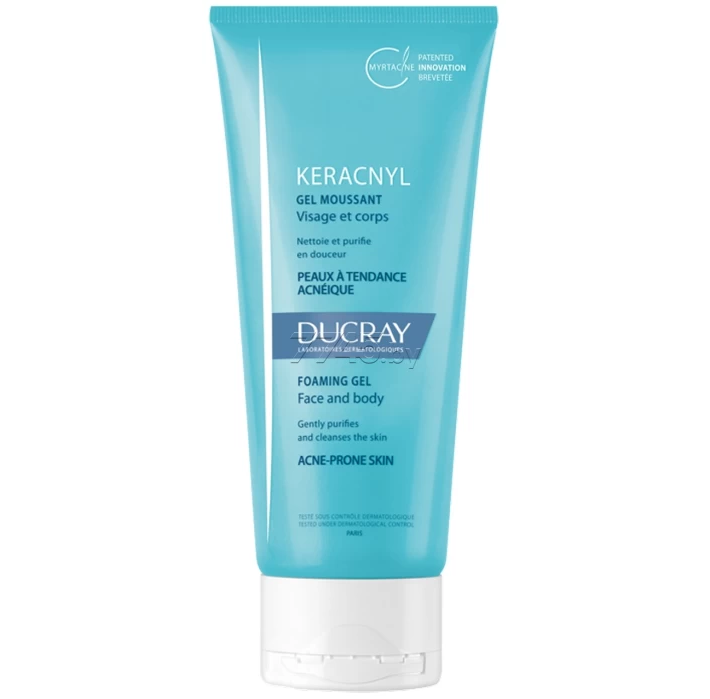 MYRTACINE
PATENTED
INNOVATION
BREVETÉE
KERACNYL
GEL MOUSSANT
Visage et corps
Nettoie et purifie
en douceur
PEAUX À TENDANCE
ACNÉIQUE
DUCRAY
LABORATOIRES DERMATOLOGIQUES
7745.by
FOAMING GEL
Face and body
Gently purifies
and cleanses the skin
ACNE-PRONE SKIN
TESTÉ SOUS CONTRÔLE DERMATOLOGIQUE
TESTED UNDER DERMATOLOGICAL CONTROL
PARIS